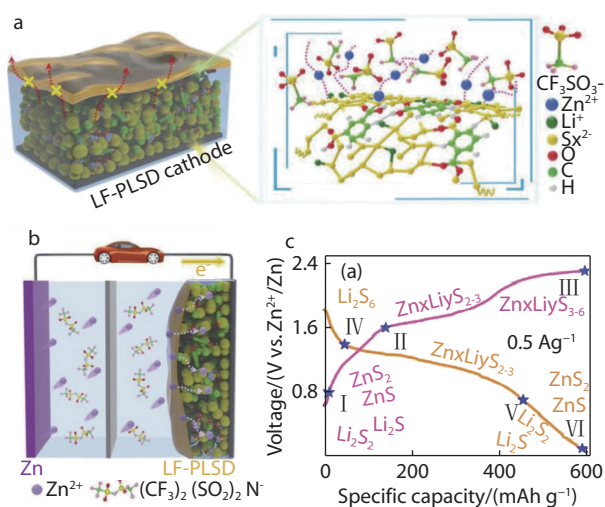 a
LF-PLSD cathode
CF₃SO₃₋
Zn²⁺
Li⁺
Sx²⁻
O
C
H
b
e⁻
Zn
LF-PLSD
Zn²⁺
(CF₃)₂ (SO₂)₂ N⁻
c
(a)
2.4
1.6
0.8
0
Voltage/(V vs.Zn²⁺/Zn)
Li₂S₆
ZnxLiyS₂₋₃
III
ZnxLiyS₃₋₆
IV
II
0.5 Ag⁻¹
ZnxLiyS₂₋₃
ZnS₂
ZnS
I
Li₂S₂
Li₂S
V
Li₂S₂
Li₂S
ZnS₂
ZnS
VI
0
200
400
600
Specific capacity/(mAh g⁻¹)